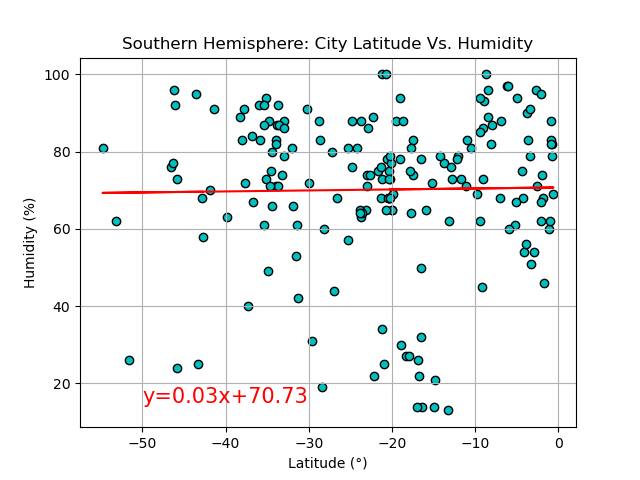 Southern Hemisphere: City Latitude Vs. Humidity
Humidity (%)
100
80
60
40
20
y=0.03x+70.73
−50
−40
−30
−20
−10
0
Latitude (°)